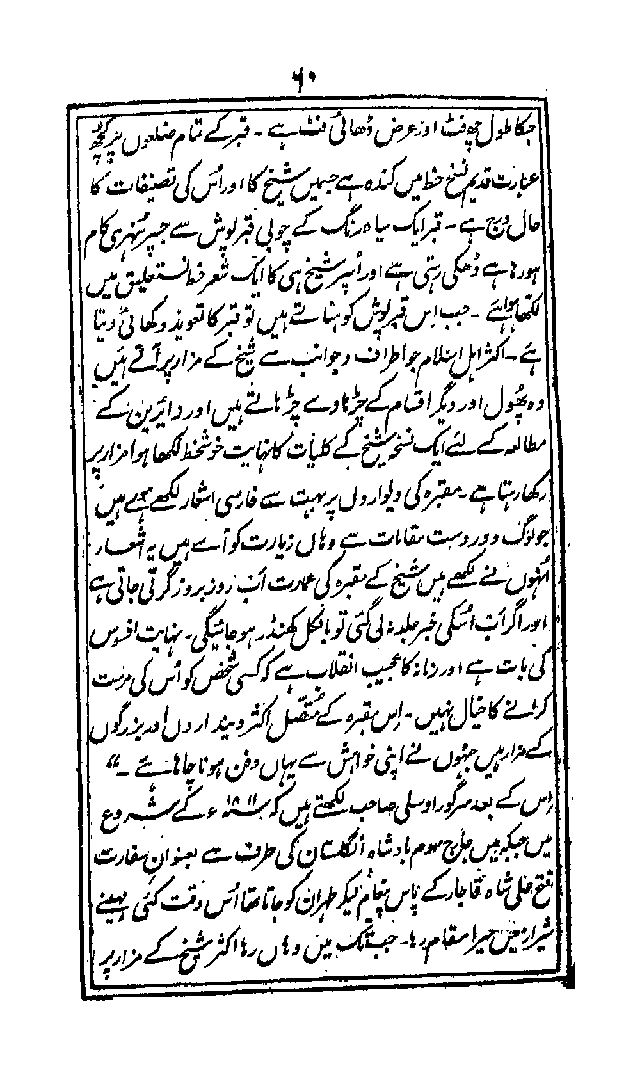 ۶۰
جسکا طول چھ فٹ اور عرض ڈھائی فٹ ہے ۔ قبر کے تمام ضلعوں پر کچھ
عبارت قدیم نسخ خط میں کندہ ہے جسمیں شیخ کا اور اُس کی تصنیفات کا
حال درج ہے ۔ قبر ایک سیاہ رنگ کے چوبی قبر پوش سے جسپر سنہری کام
ہو رہا ہے ڈھکی رہتی ہے اور اُسپر شیخ ہی کا ایک شعر خط نستعلیق میں
لکھا ہوا ہے ۔ جب اِس قبر پوش کو ہٹاتے ہیں تو قبر کا تعویذ دکھائی دیتا
ہے ۔ اکثر اہل اسلام جو اطراف و جوانب سے شیخ کے مزار پر آتے ہیں
وہ پھول اور دیگر اقسام کے چڑھاوے چڑھاتے ہیں اور زائرین کے
مطالعہ کے لئے ایک نسخہ شیخ کے کلیات کا نہایت خوشخط لکھا ہوا مزار پر
رکھا رہتا ہے ۔ مقبرہ کی دیواروں پر بہت سے فارسی اشعار لکھے ہوے ہیں
جو لوگ دور دست مقامات سے وہاں زیارت کو آے ہیں یہ اشعار
اُنہوں نے لکھے ہیں شیخ کے مقبرہ کی عمارت اب روز بروز گرتی جاتی ہے
اور اگر اب اسکی خبر جلد نہ لی گئی تو بالکل کھنڈر ہو جائیگی ۔ نہایت افسوس
کی بات ہے اور زمانہ کا عجیب انقلاب ہے کہ کسی شخص کو اُس کی مرمت
کرانے کا خیال نہیں ۔ اِس مقبرہ کے متصل اکثر دینداروں اور بزرگوں
کے مزار ہیں جنہوں نے اپنی خواہش سے یہاں دفن ہونا چاہا ہے ۔“
اِس کے بعد سرگور اوسلی صاحب لکھتے ہیں کہ ۱۸۱۱ء کے شروع
میں جبکہ میں جارج سوم بادشاہ انگلستان کی طرف سے بعنوان سفارت
فتح علی شاہ قاچار کے پاس پیغام لیکر طہران کو جاتا تھا اُس وقت کئی مہینے
شیراز میں میرا مقام رہا ۔ جب تک میں وہاں رہا اکثر شیخ کے مزار پر